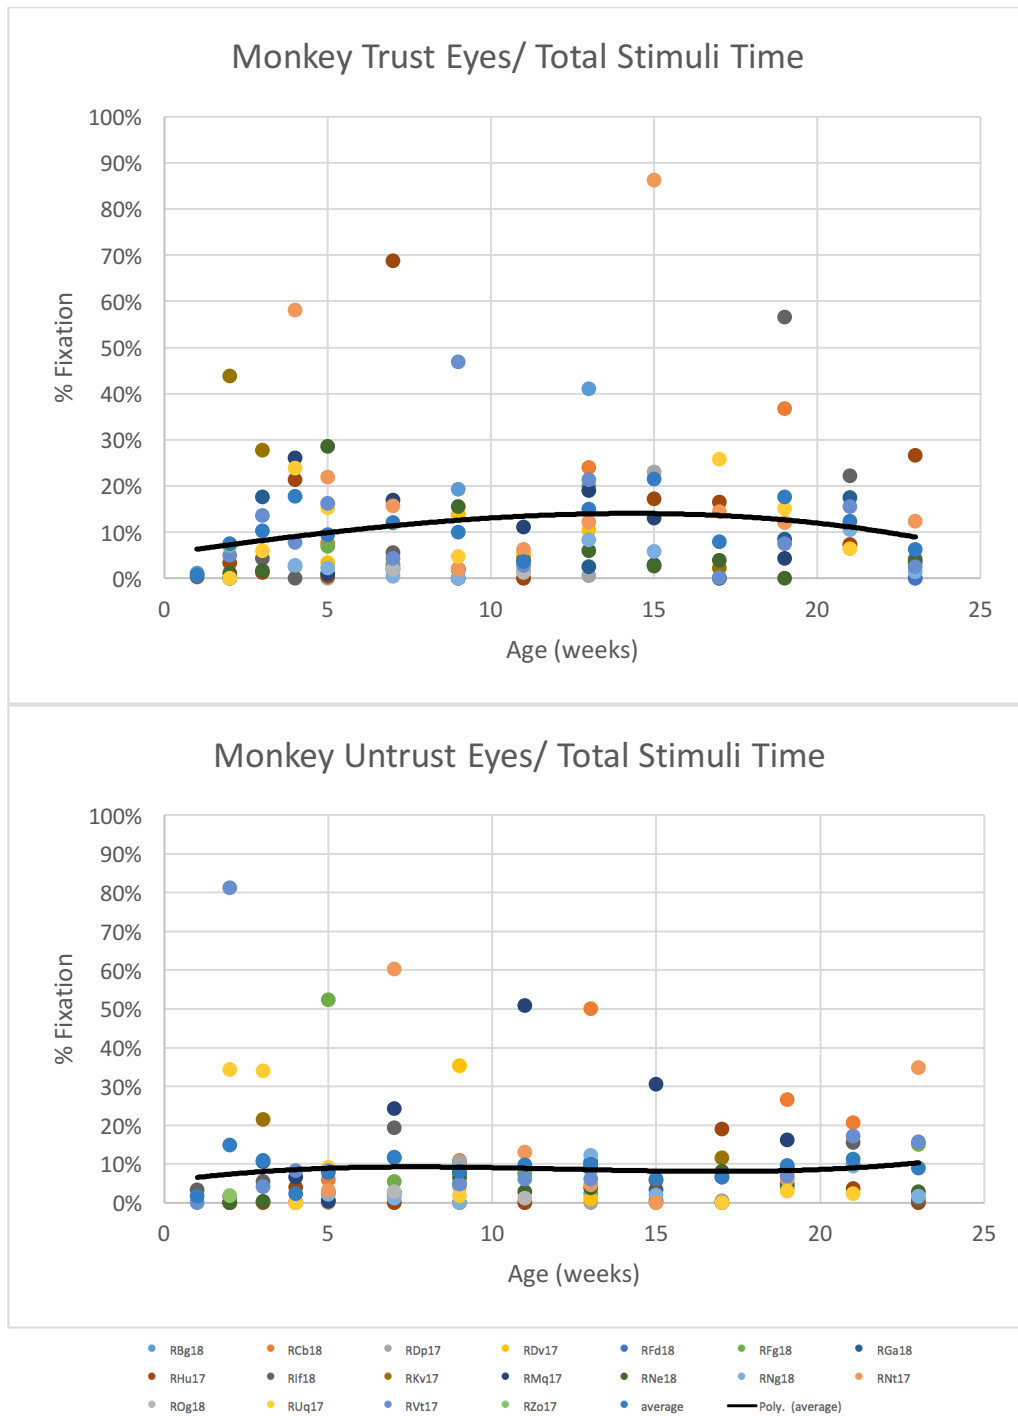 Monkey Trust Eyes/ Total Stimuli Time
100%
90%
80%
70%
60%
50%
40%
30%
20%
10%
0%
% Fixation
0 5 10 15 20 25
Age (weeks)
Monkey Untrust Eyes/ Total Stimuli Time
100%
90%
80%
70%
60%
50%
40%
30%
20%
10%
0%
% Fixation
0 5 10 15 20 25
Age (weeks)
RBg18 RCb18 RDp17 RDv17 RFd18 RFg18 RGa18
RHu17 RIf18 RKv17 RMq17 RNe18 RNg18 RNt17
ROg18 RUq17 RVt17 RZo17 average Poly. (average)